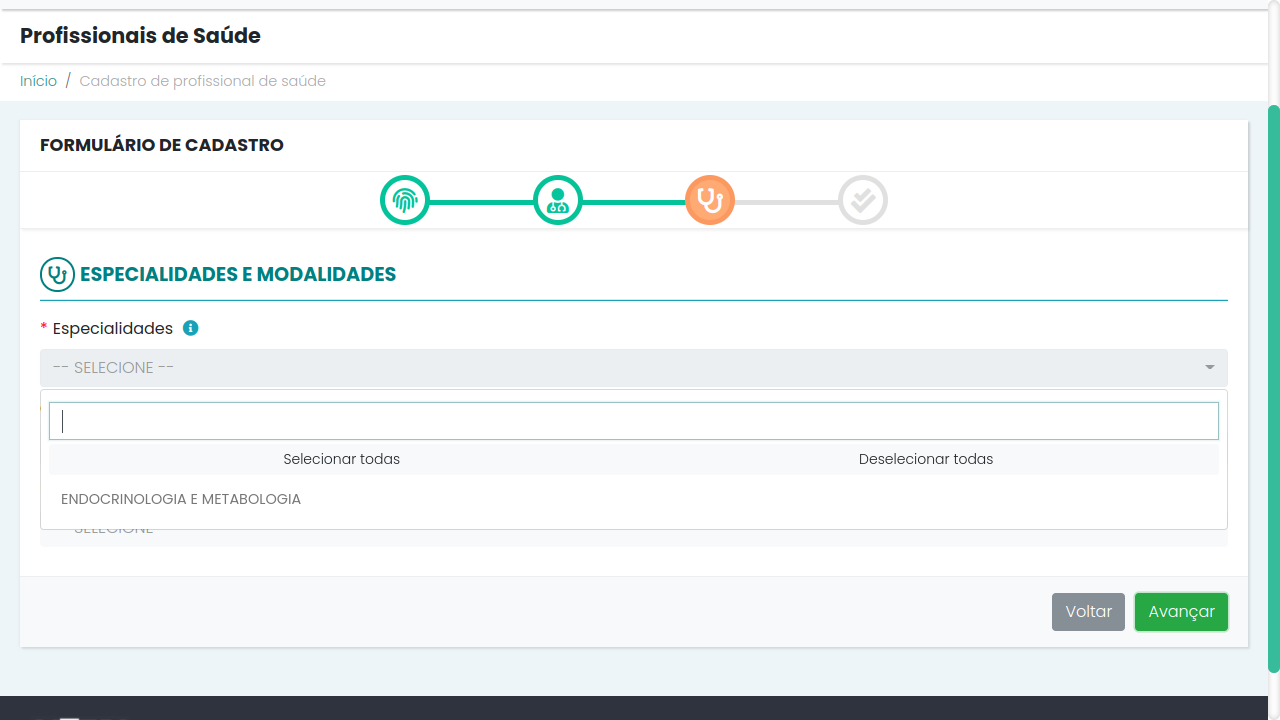 Profissionais de Saúde
Início / Cadastro de profissional de saúde
FORMULÁRIO DE CADASTRO
ESPECIALIDADES E MODALIDADES
* Especialidades
-- SELECIONE --
Selecionar todas Deselecionar todas
ENDOCRINOLOGIA E METABOLOGIA
SELECIONE
Voltar Avançar